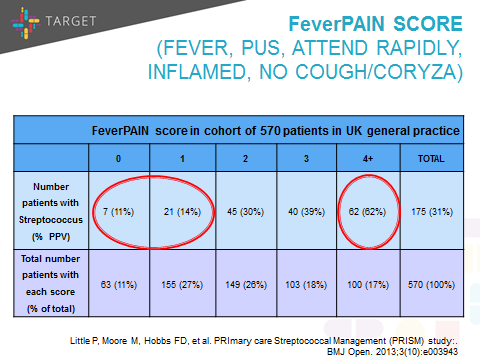 TARGET
FeverPAIN SCORE
(FEVER, PUS, ATTEND RAPIDLY,
INFLAMED, NO COUGH/CORYZA)
FeverPAIN score in cohort of 570 patients in UK general practice
0 1 2 3 4+ TOTAL
Number
patients with
Streptococcus
(% PPV)
7 (11%) 21 (14%) 45 (30%) 40 (39%) 62 (62%) 175 (31%)
Total number
patients with
each score
(% of total)
63 (11%) 155 (27%) 149 (26%) 103 (18%) 100 (17%) 570 (100%)
Little P, Moore M, Hobbs FD, et al. PRImary care Streptococcal Management (PRISM) study:.
BMJ Open. 2013;3(10):e003943